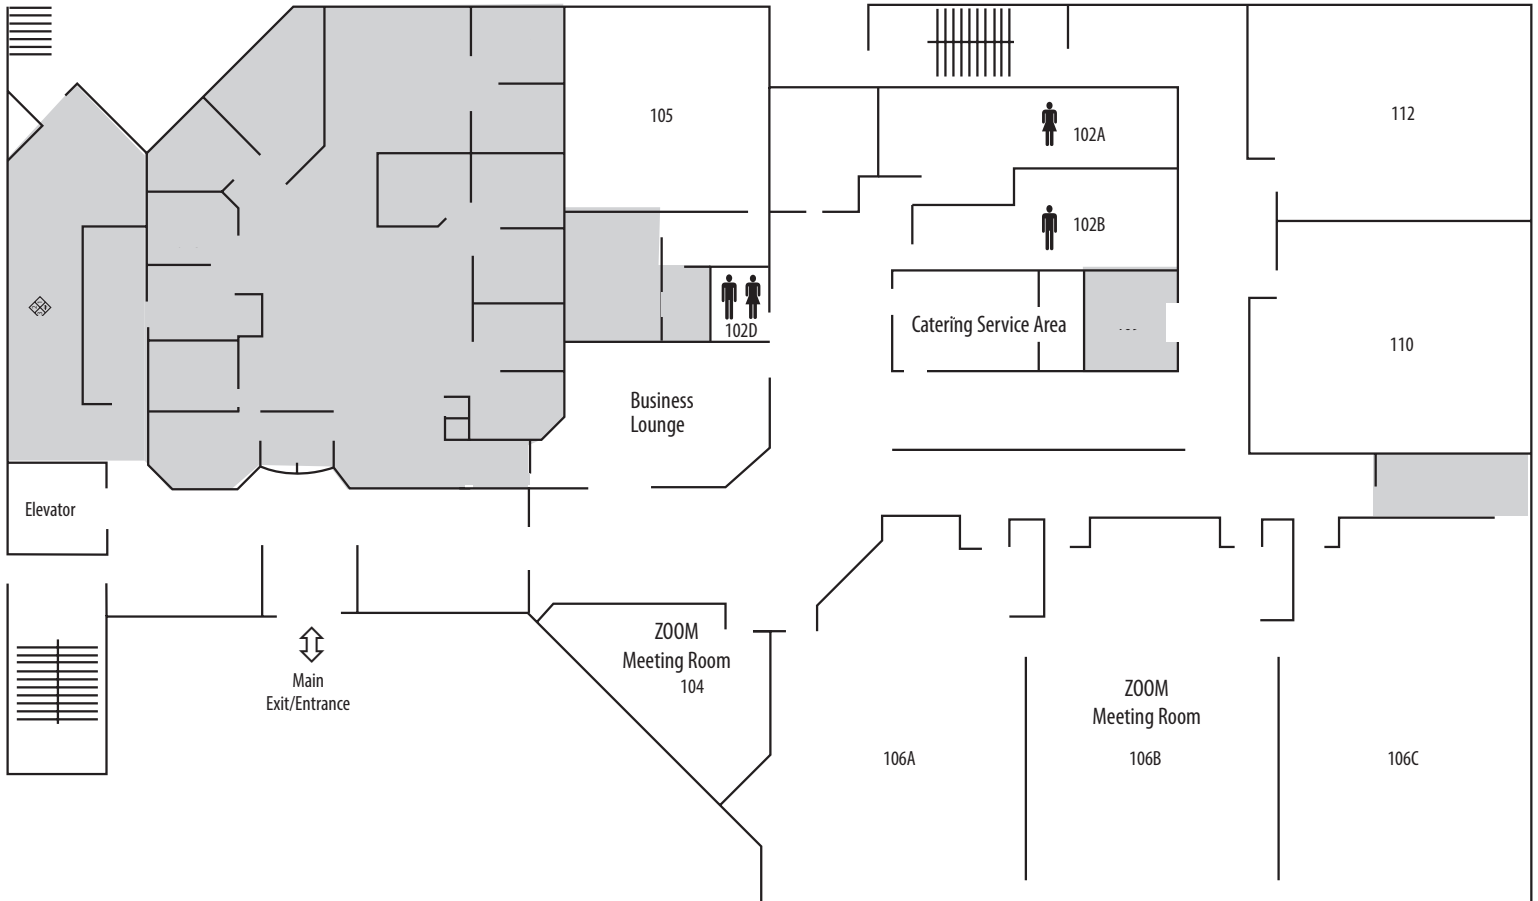 105
112
102A
102B
Catering Service Area
102D
110
Business
Lounge
Elevator
ZOOM
Meeting Room
104
Main
Exit/Entrance
ZOOM
Meeting Room
106A
106B
106C